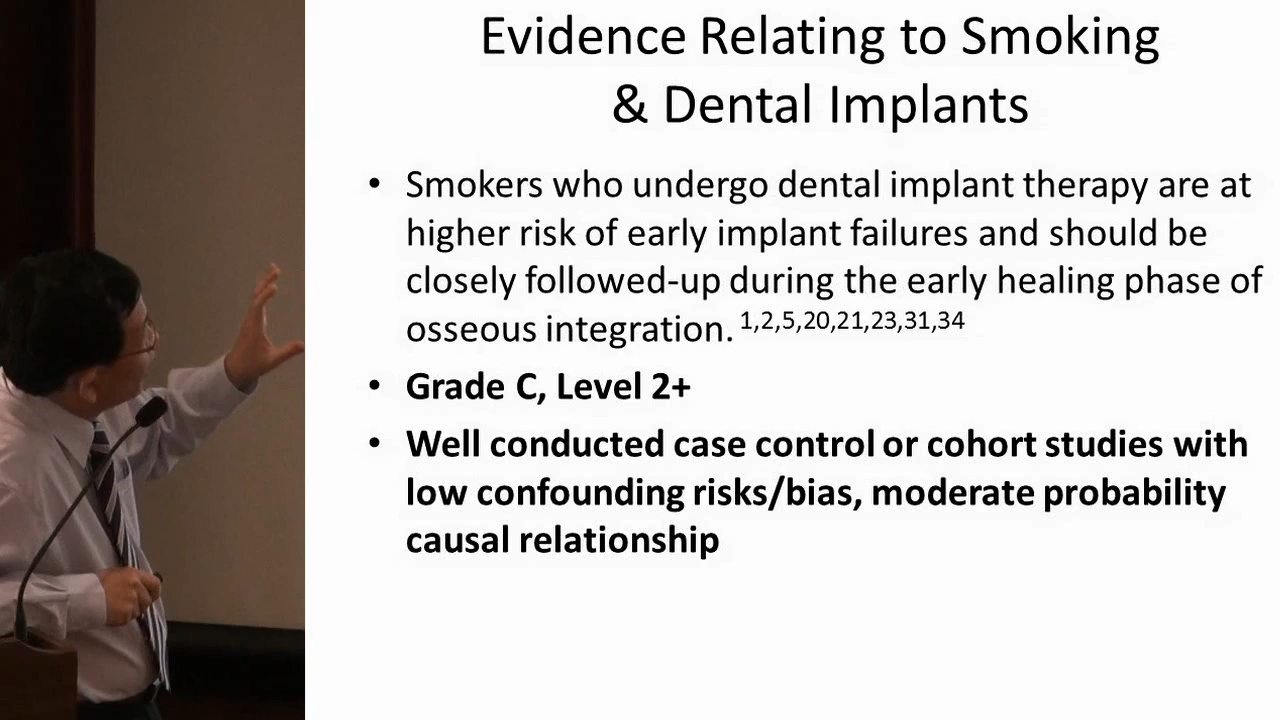 Evidence Relating to Smoking
& Dental Implants
• Smokers who undergo dental implant therapy are at
higher risk of early implant failures and should be
closely followed-up during the early healing phase of
osseous integration. 1,2,5,20,21,23,31,34
• Grade C, Level 2+
• Well conducted case control or cohort studies with
low confounding risks/bias, moderate probability
causal relationship